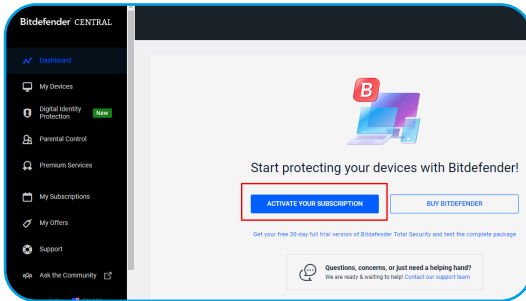 Bitdefender CENTRAL
Dashboard
My Devices
Digital Identity
Protection
New
Parental Control
Premium Services
My Subscriptions
My Offers
Support
Ask the Community
B
Start protecting your devices with Bitdefender!
ACTIVATE YOUR SUBSCRIPTION
BUY BITDEFENDER
Get your free 30-day full trial version of Bitdefender Total Security and test the complete package
Questions, concerns, or just need a helping hand?
We are ready & waiting to help! Contact our support team